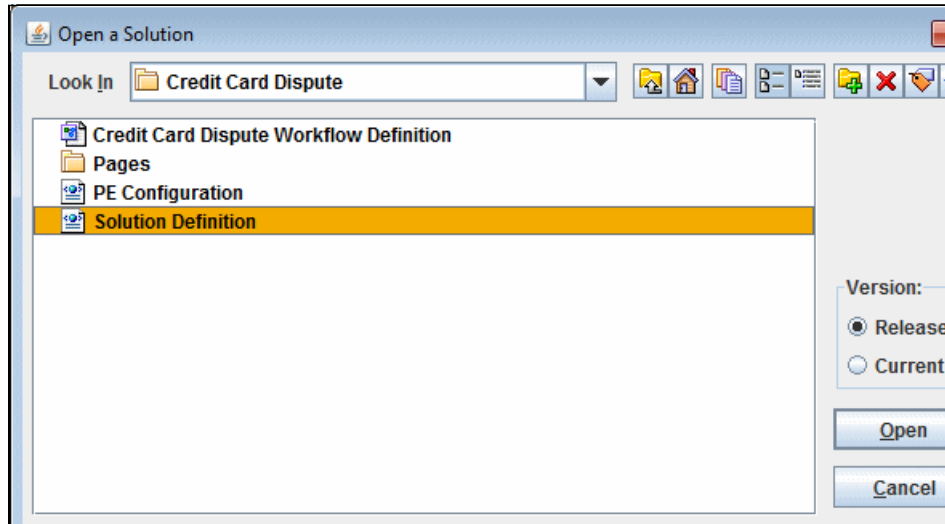 Open a Solution
Look In Credit Card Dispute
Credit Card Dispute Workflow Definition
Pages
PE Configuration
Solution Definition
Version:
Release
Current
Open
Cancel